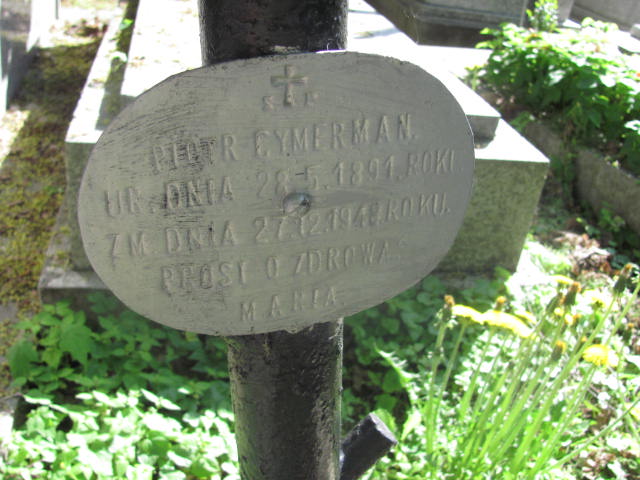 S.P.
PIOTR CYMERMAN.
UR. DNIA 28.5.1891.ROKU.
ZM. DNIA 27.12.1948.ROKU.
PROSI O ZDROWAŚ
MARIA.